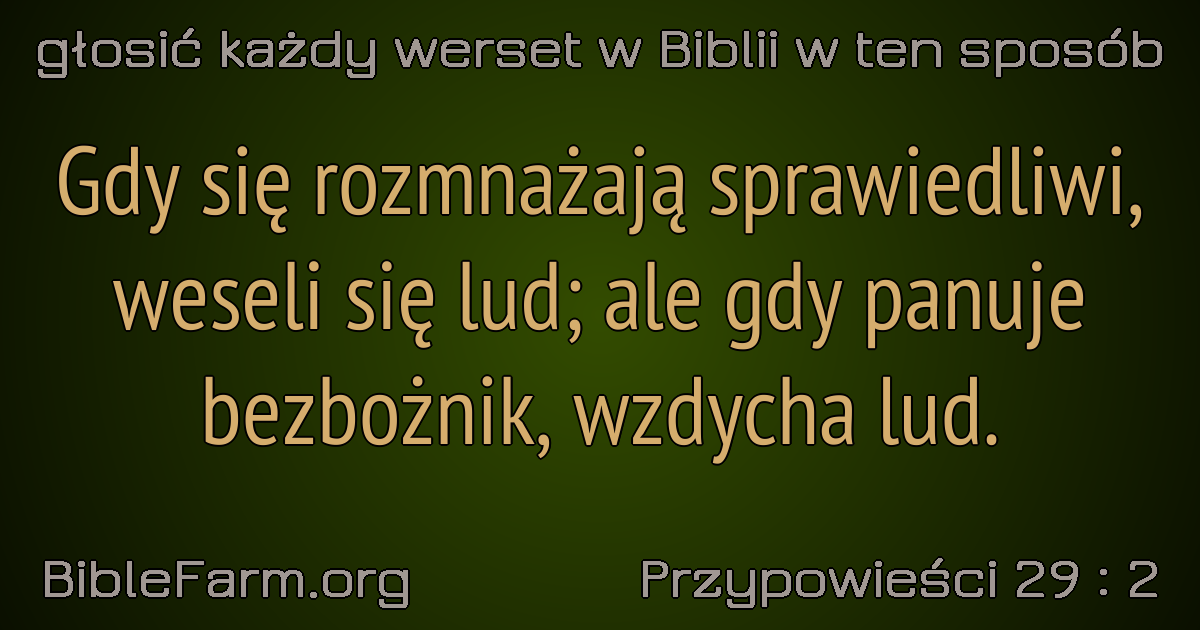 głosić każdy werset w Biblii w ten sposób
Gdy się rozmnażają sprawiedliwi,
weseli się lud; ale gdy panuje
bezbożnik, wzdycha lud.
BibleFarm.org
Przypowieści 29 : 2